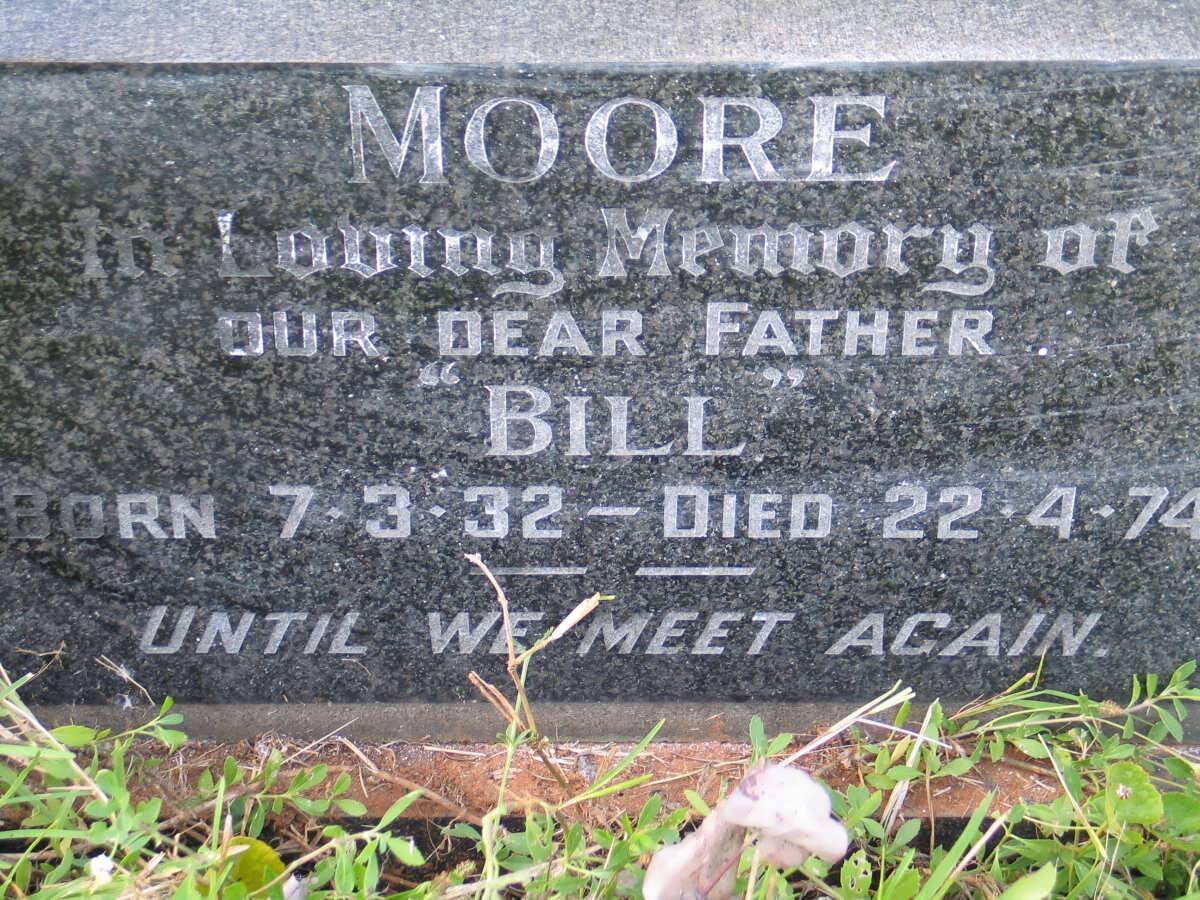 MOORE
In Loving Memory of
OUR DEAR FATHER
“BILL”
BORN 7·3·32 – DIED 22·4·74
UNTIL WE MEET AGAIN.